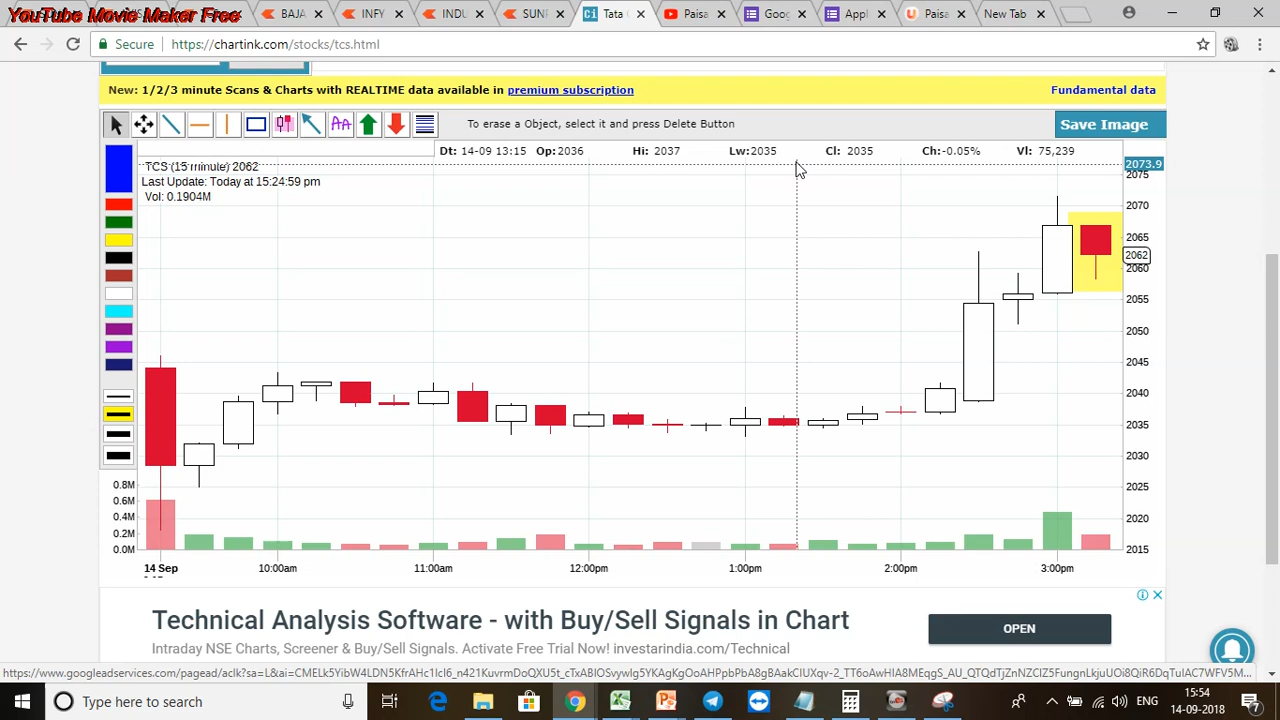 YouTube Movie Maker Free
BAJA
INFY
INDU
SUNF
Tata
Paisa
Goog
Appl
Paisa
New Tab
Secure https://chartink.com/stocks/tcs.html
New: 1/2/3 minute Scans & Charts with REALTIME data available in premium subscription
Fundamental data
To erase a Object, select it and press Delete Button
Save Image
Dt: 14-09 13:15 Op:2036 Hi: 2037 Lw:2035 Cl: 2035 Ch:-0.05% Vl: 75,239
TCS (15 minute) 2062
Last Update: Today at 15:24:59 pm
Vol: 0.1904M
2073.9
2075
2070
2065
2062
2060
2055
2050
2045
2040
2035
2030
2025
2020
2015
0.8M
0.6M
0.4M
0.2M
0.0M
14 Sep 10:00am 11:00am 12:00pm 1:00pm 2:00pm 3:00pm
Technical Analysis Software - with Buy/Sell Signals in Chart
Intraday NSE Charts, Screener & Buy/Sell Signals. Activate Free Trial Now! investarindia.com/Technical
OPEN
Type here to search
ENG
15:54
14-09-2018
7